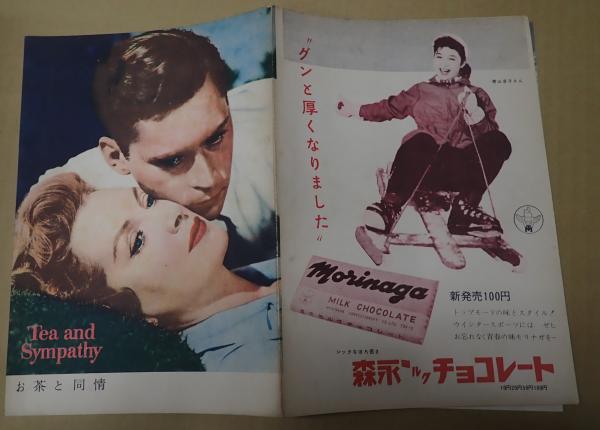 Tea and
Sympathy
お茶と同情
"グンと厚くなりました"
Morinaga
MILK CHOCOLATE
新発売100円
トップモードの味とスタイル!
ウインタースポーツには ぜひ
お忘れなく青春の味モリナガを…
森永ミルクチョコレート